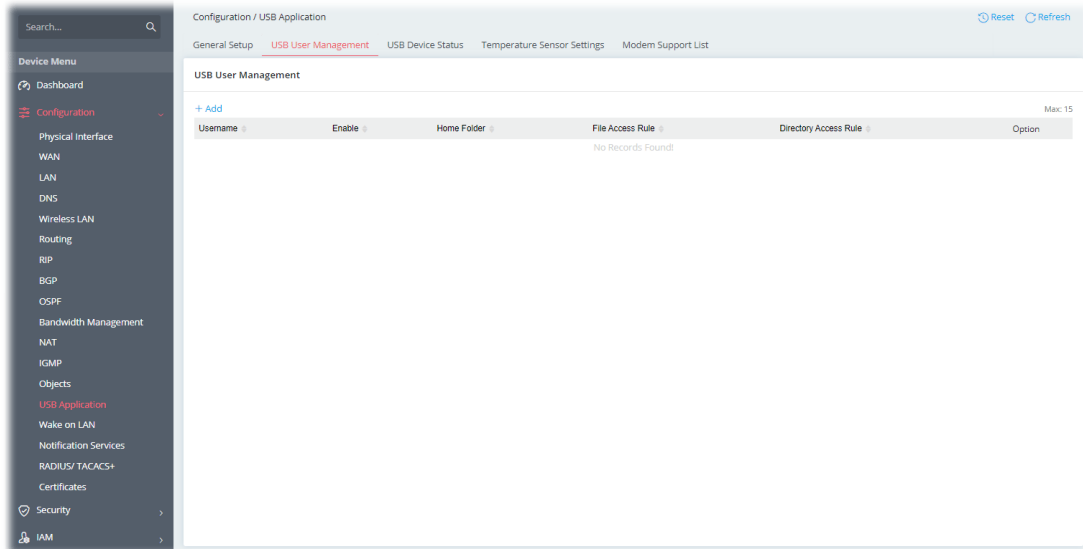 Search...
Device Menu
Dashboard
Configuration
Physical Interface
WAN
LAN
DNS
Wireless LAN
Routing
RIP
BGP
OSPF
Bandwidth Management
NAT
IGMP
Objects
USB Application
Wake on LAN
Notification Services
RADIUS/ TACACS+
Certificates
Security
IAM
Configuration / USB Application
Reset Refresh
General Setup USB User Management USB Device Status Temperature Sensor Settings Modem Support List
USB User Management
+ Add Max: 15
Username Enable Home Folder File Access Rule Directory Access Rule Option
No Records Found!